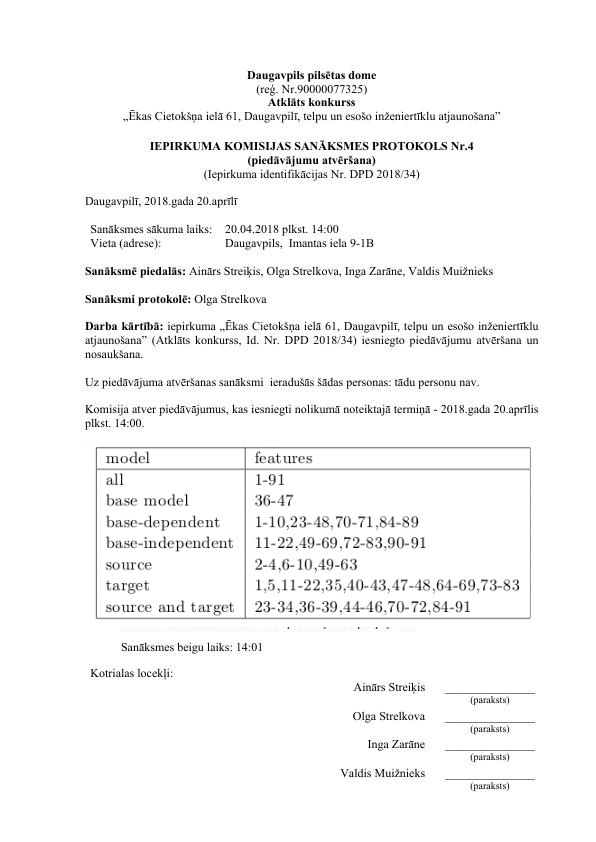 Daugavpils pilsētas dome
(reģ. Nr.90000077325)
Atklāts konkurss
„Ēkas Cietokšņa ielā 61, Daugavpilī, telpu un esošo inženiertīklu atjaunošana”
IEPIRKUMA KOMISIJAS SANĀKSMES PROTOKOLS Nr.4
(piedāvājumu atvēršana)
(Iepirkuma identifikācijas Nr. DPD 2018/34)
Daugavpilī, 2018.gada 20.aprīlī
Sanāksmes sākuma laiks: 20.04.2018 plkst. 14:00
Vieta (adrese): Daugavpils, Imantas iela 9-1B
Sanāksmē piedalās: Ainārs Streiķis, Olga Strelkova, Inga Zarāne, Valdis Muižnieks
Sanāksmi protokolē: Olga Strelkova
Darba kārtībā: iepirkuma „Ēkas Cietokšņa ielā 61, Daugavpilī, telpu un esošo inženiertīklu
atjaunošana” (Atklāts konkurss, Id. Nr. DPD 2018/34) iesniegto piedāvājumu atvēršana un
nosaukšana.
Uz piedāvājuma atvēršanas sanāksmi ieradušās šādas personas: tādu personu nav.
Komisija atver piedāvājumus, kas iesniegti nolikumā noteiktajā termiņā - 2018.gada 20.aprīlis
plkst. 14:00.
model features
all 1-91
base model 36-47
base-dependent 1-10,23-48,70-71,84-89
base-independent 11-22,49-69,72-83,90-91
source 2-4,6-10,49-63
target 1,5,11-22,35,40-43,47-48,64-69,73-83
source and target 23-34,36-39,44-46,70-72,84-91
Sanāksmes beigu laiks: 14:01
Kotrialas locekļi:
Ainārs Streiķis
(paraksts)
Olga Strelkova
(paraksts)
Inga Zarāne
(paraksts)
Valdis Muižnieks
(paraksts)